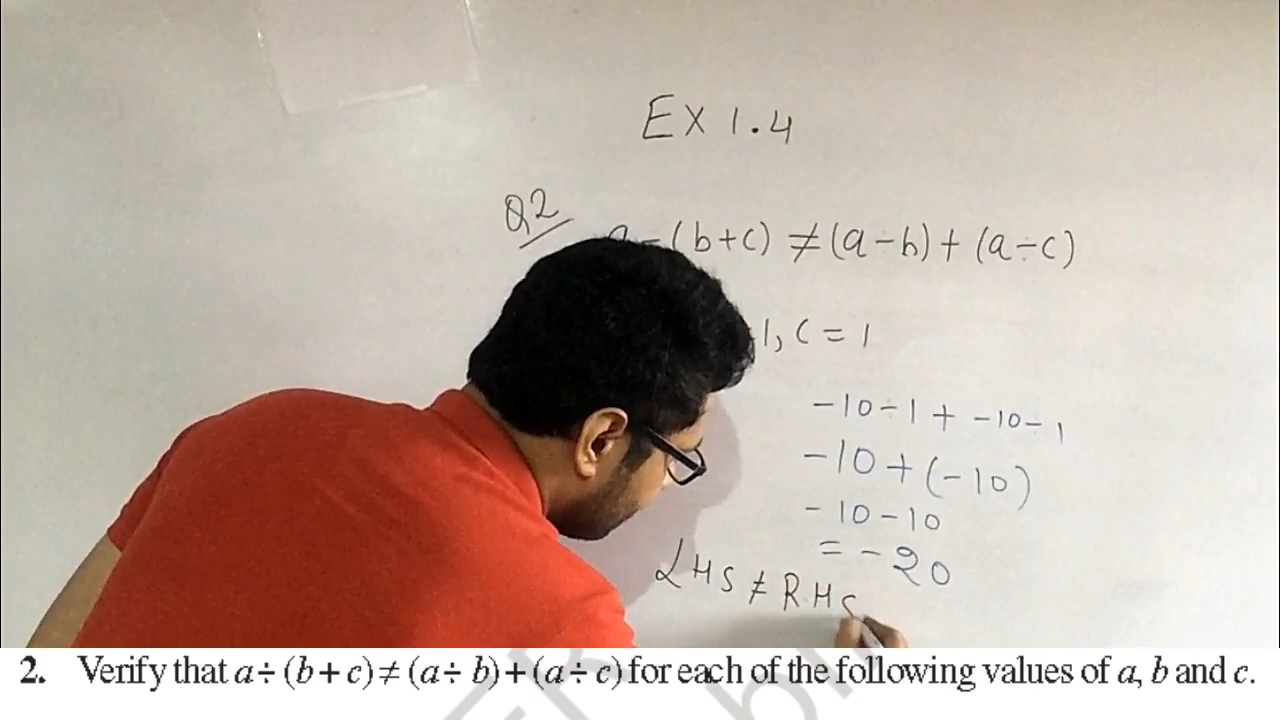 EX 1.4
Q2
(b+c) ≠ (a÷b) + (a÷c)
1, c = 1
-10÷1 + -10÷1
-10+(-10)
-10-10
= -20
LHS ≠ RHS
2. Verify that a ÷ (b + c) ≠ (a ÷ b) + (a ÷ c) for each of the following values of a, b and c.